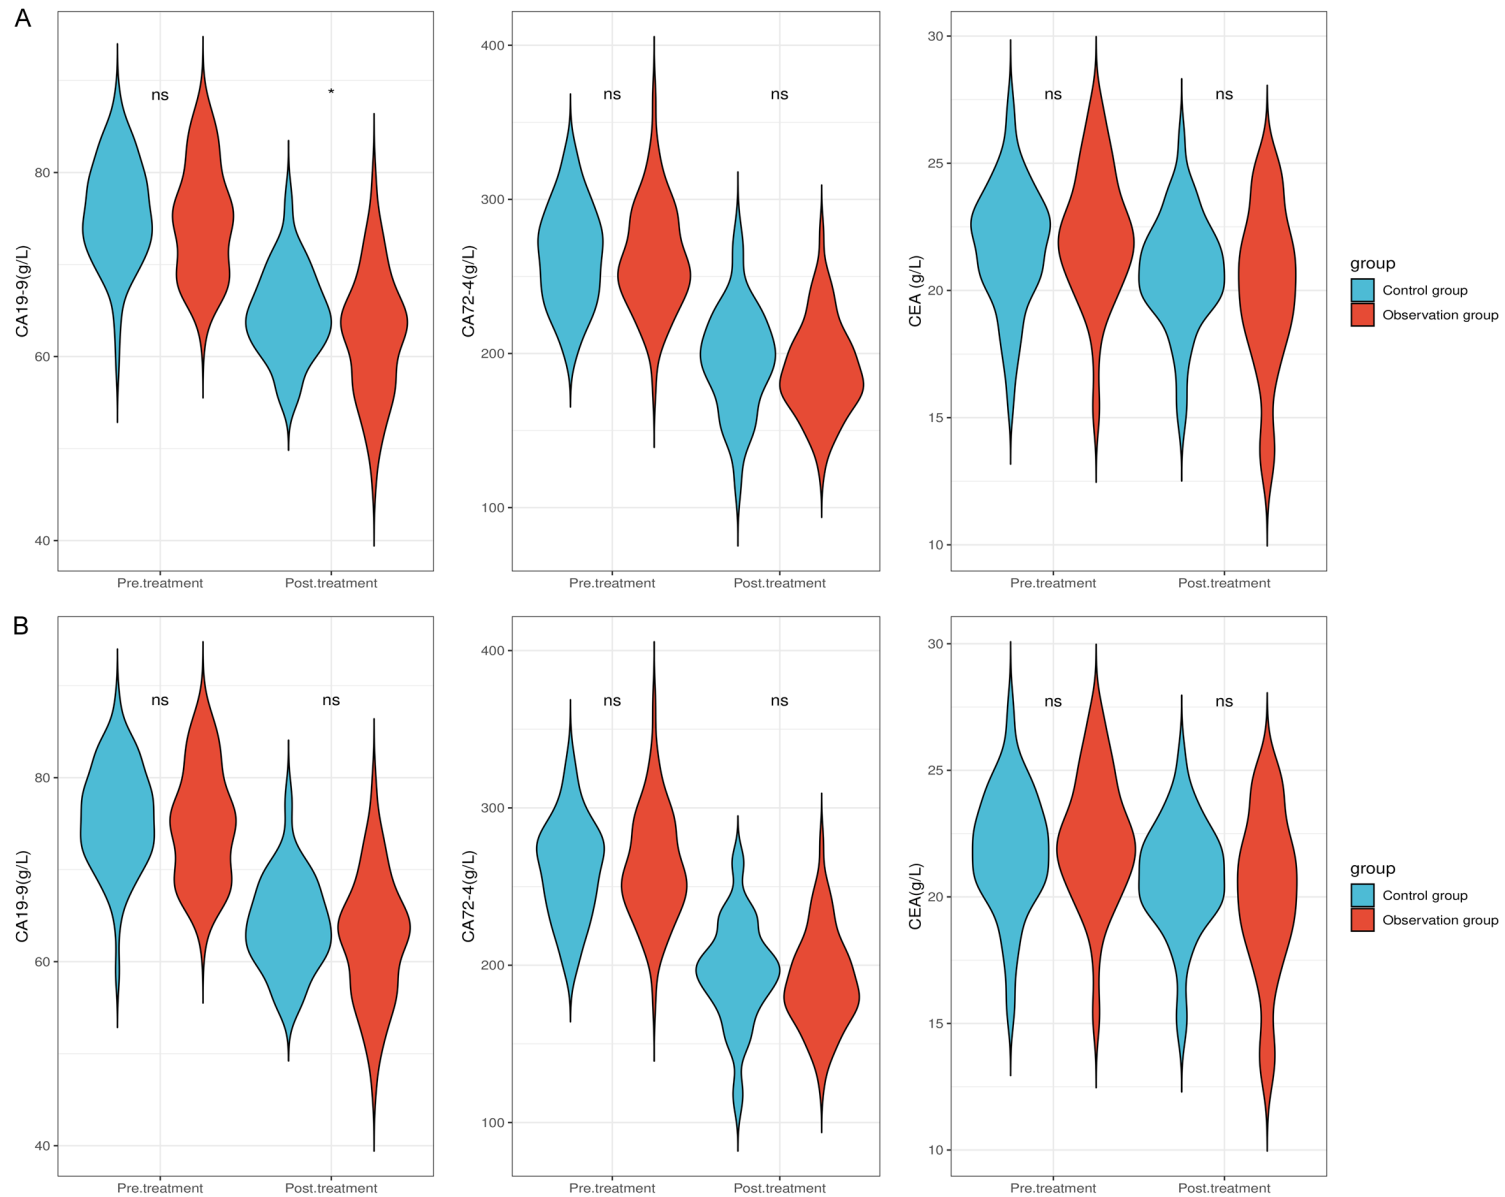 A
CA19-9(g/L)
80
60
40
ns
*
Pre.treatment
Post.treatment
CA72-4(g/L)
400
300
200
100
ns
ns
Pre.treatment
Post.treatment
CEA (g/L)
30
25
20
15
10
ns
ns
Pre.treatment
Post.treatment
group
Control group
Observation group
B
CA19-9(g/L)
80
60
40
ns
ns
Pre.treatment
Post.treatment
CA72-4(g/L)
400
300
200
100
ns
ns
Pre.treatment
Post.treatment
CEA(g/L)
30
25
20
15
10
ns
ns
Pre.treatment
Post.treatment
group
Control group
Observation group